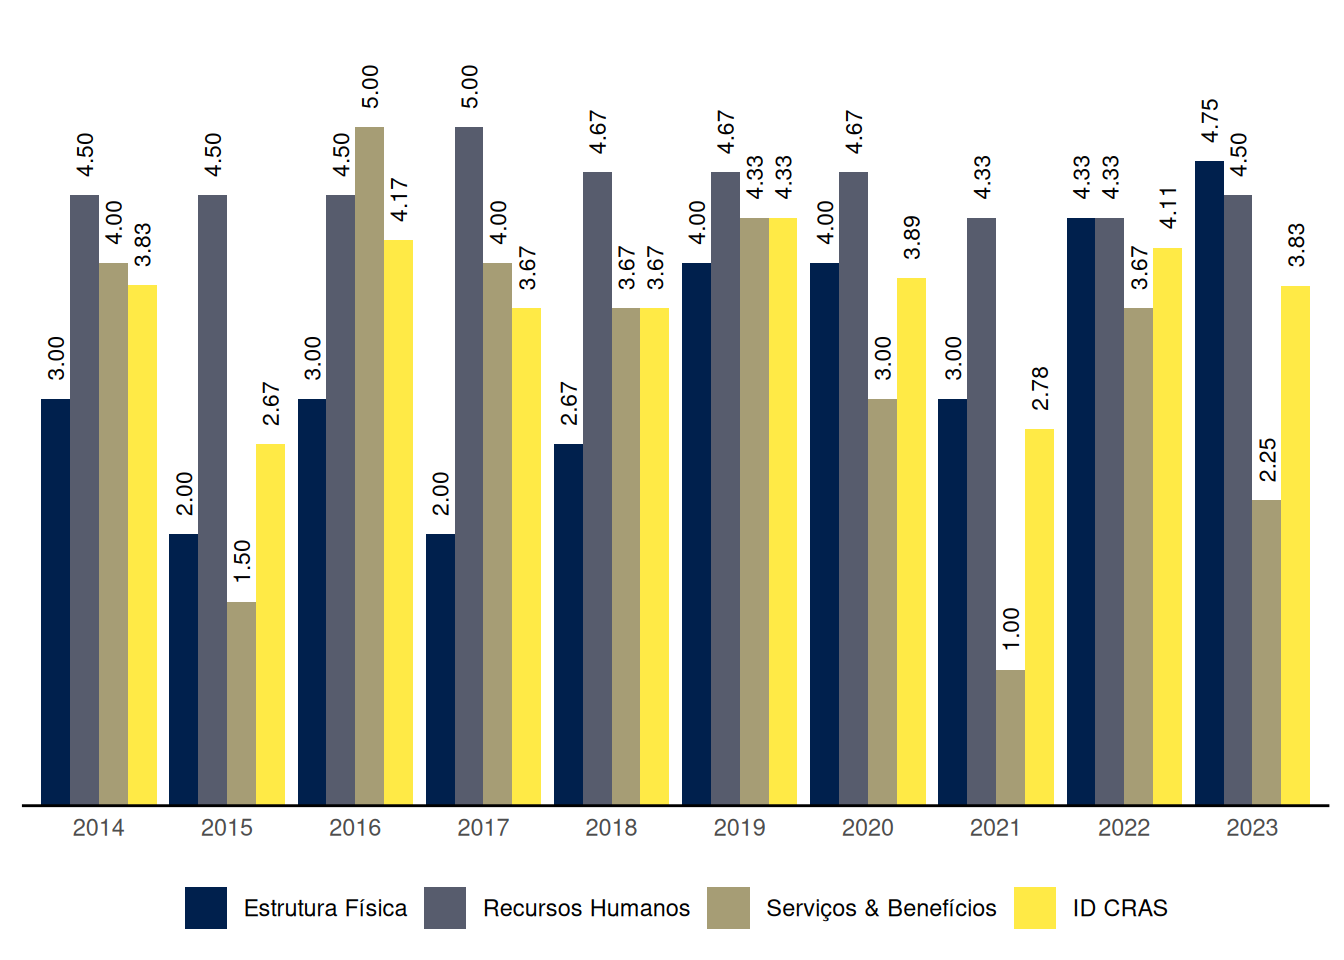 3.00 4.50 4.00 3.83
2.00 4.50 1.50 2.67
3.00 4.50 5.00 4.17
2.00 5.00 4.00 3.67
2.67 4.67 3.67 3.67
4.00 4.67 4.33 4.33
4.00 4.67 3.00 3.89
3.00 4.33 1.00 2.78
4.33 4.33 3.67 4.11
4.75 4.50 2.25 3.83
2014 2015 2016 2017 2018 2019 2020 2021 2022 2023
Estrutura Física Recursos Humanos Serviços & Benefícios ID CRAS